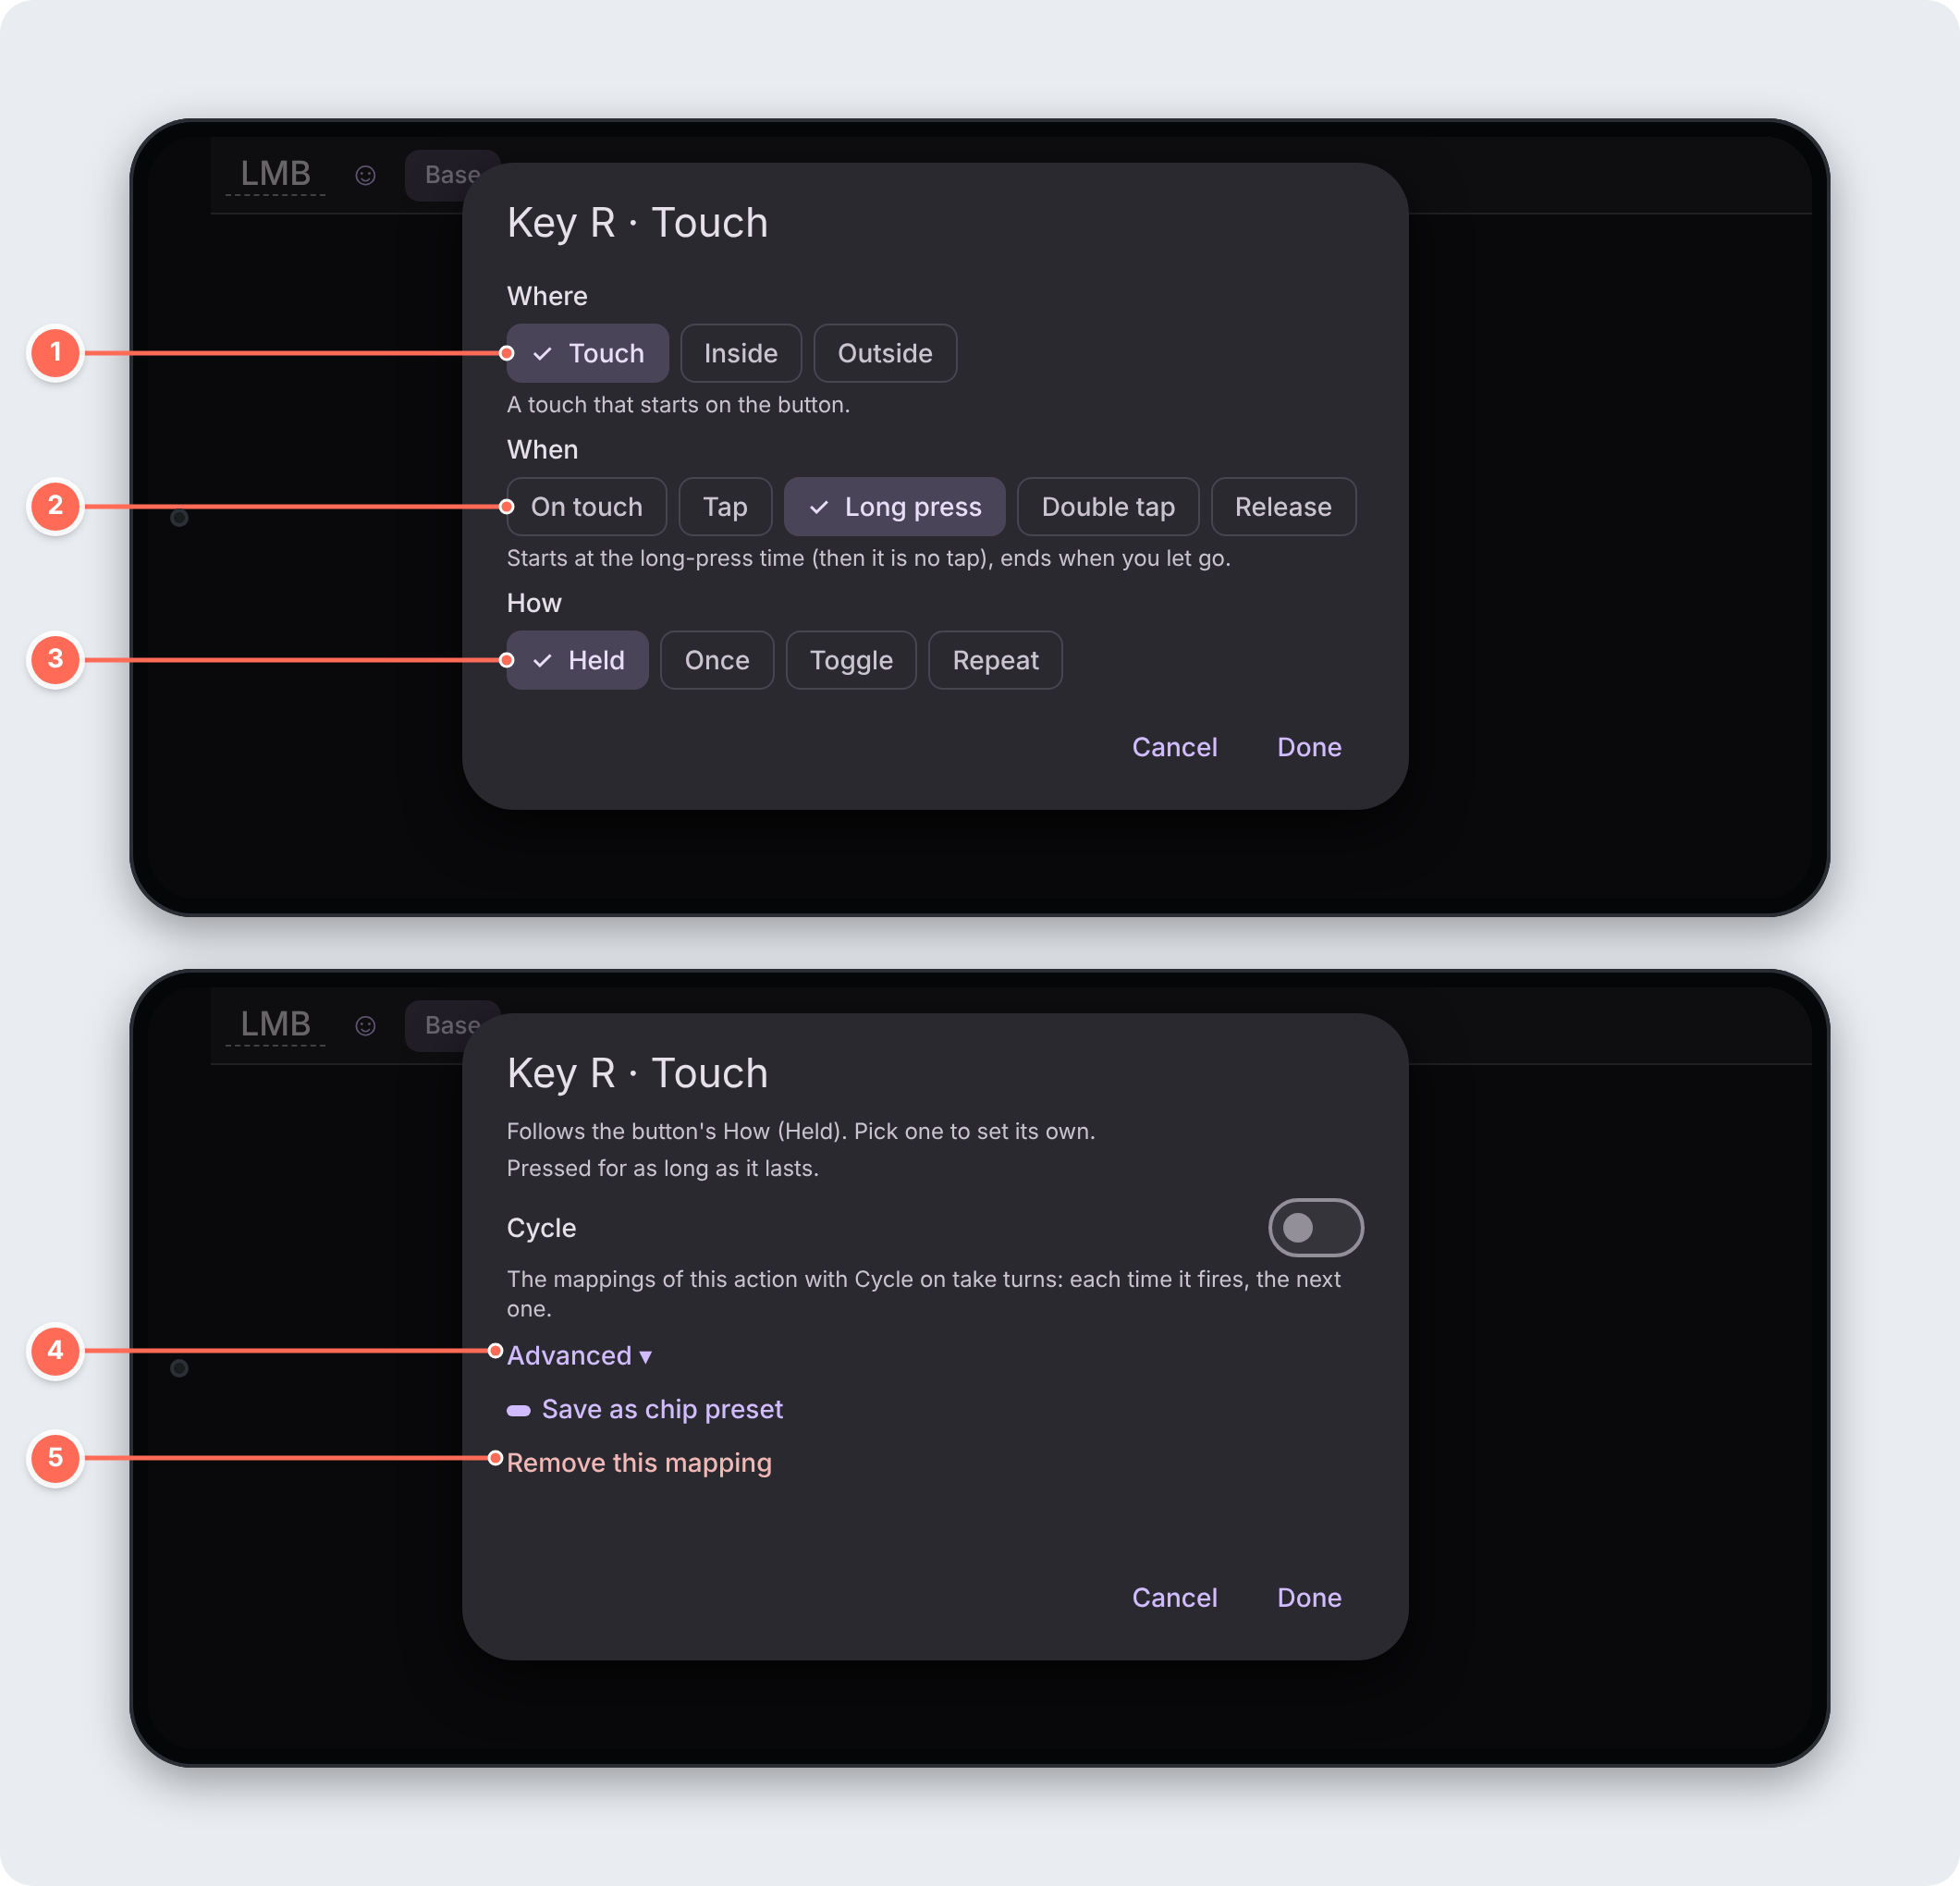 LMB ☺ Base
Key R · Touch
Where
1 ✓ Touch Inside Outside
A touch that starts on the button.
When
2 On touch Tap ✓ Long press Double tap Release
Starts at the long-press time (then it is no tap), ends when you let go.
How
3 ✓ Held Once Toggle Repeat
Cancel Done
LMB ☺ Base
Key R · Touch
Follows the button's How (Held). Pick one to set its own.
Pressed for as long as it lasts.
Cycle
The mappings of this action with Cycle on take turns: each time it fires, the next
one.
4 Advanced ▾
Save as chip preset
5 Remove this mapping
Cancel Done